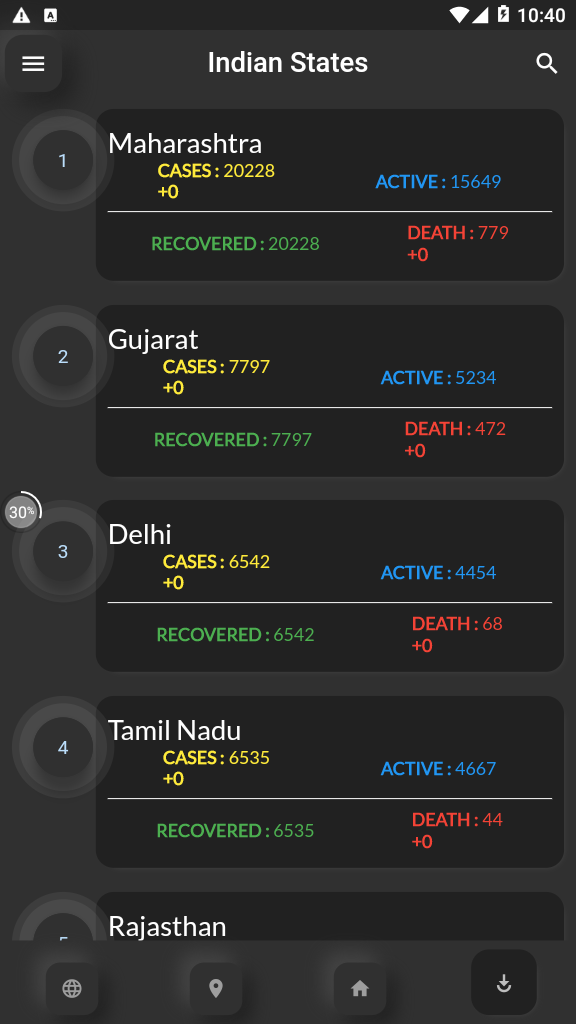 10:40
Indian States
1
Maharashtra
CASES : 20228
+0
ACTIVE : 15649
RECOVERED : 20228
DEATH : 779
+0
2
Gujarat
CASES : 7797
+0
ACTIVE : 5234
RECOVERED : 7797
DEATH : 472
+0
30%
3
Delhi
CASES : 6542
+0
ACTIVE : 4454
RECOVERED : 6542
DEATH : 68
+0
4
Tamil Nadu
CASES : 6535
+0
ACTIVE : 4667
RECOVERED : 6535
DEATH : 44
+0
Rajasthan